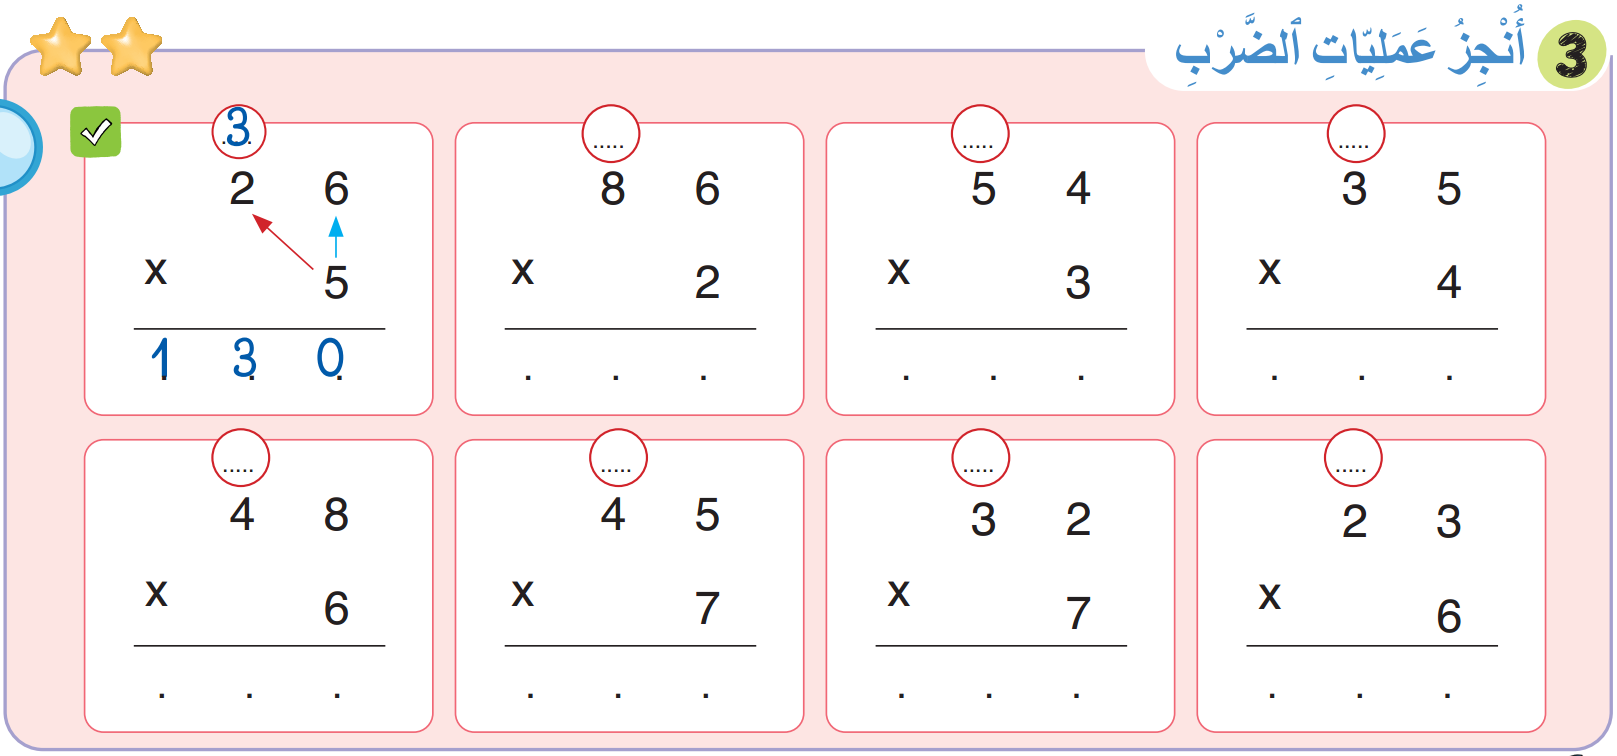 3 أُنْجِزُ عَمَلِيّاتِ ٱلضَّرْبِ
3 ..... ..... .....
2 6 8 6 5 4 3 5
x 5 x 2 x 3 x 4
1 3 0 . . . . . . . . .
..... ..... ..... .....
4 8 4 5 3 2 2 3
x 6 x 7 x 7 x 6
. . . . . . . . . . . .